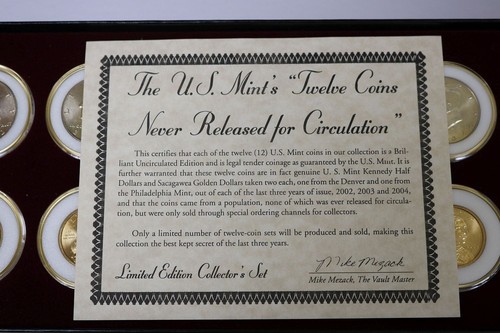 The U.S. Mint's "Twelve Coins
Never Released for Circulation"
This certifies that each of the twelve (12) U.S. Mint coins in our collection is a Bril-
liant Uncirculated Edition and is legal tender coinage as guaranteed by the U.S. Mint. It is
further warranted that these twelve coins are in fact genuine U. S. Mint Kennedy Half
Dollars and Sacagawea Golden Dollars taken two each, one from the Denver and one from
the Philadelphia Mint, out of each of the last three years of issue, 2002, 2003 and 2004,
and that the coins came from a population, none of which was ever released for circula-
tion, but were only sold through special ordering channels for collectors.
Only a limited number of twelve-coin sets will be produced and sold, making this
collection the best kept secret of the last three years.
Limited Edition Collector's Set
Mike Mezack
Mike Mezack, The Vault Master